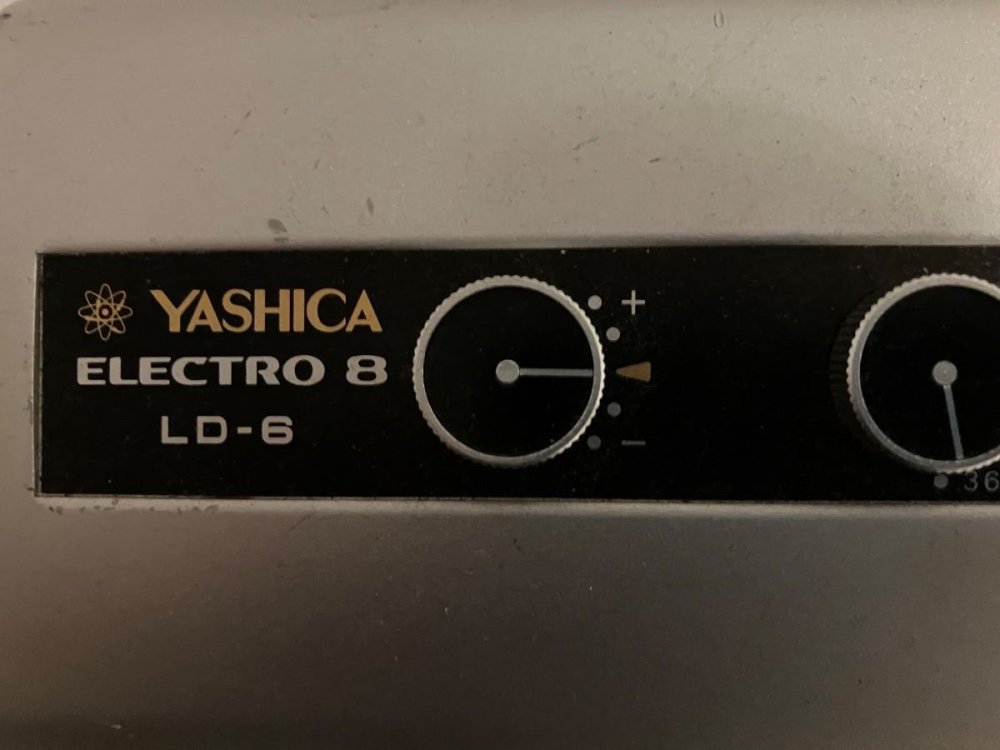 YASHICA
ELECTRO 8
LD-6
+
−
36